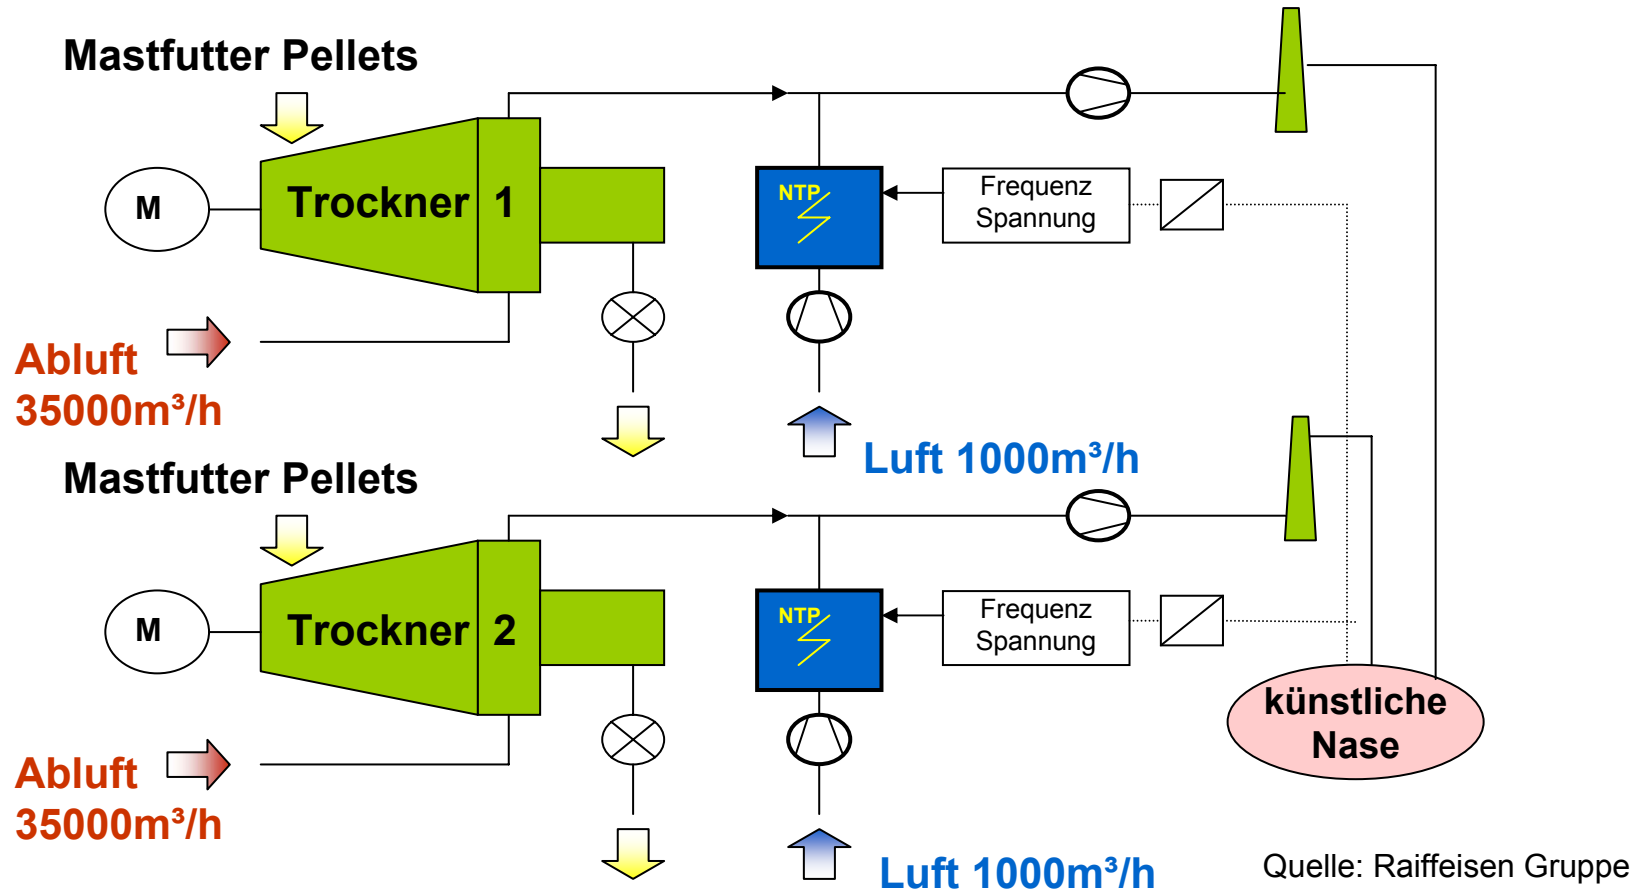 Mastfutter Pellets
M
Trockner 1
NTP
Frequenz
Spannung
Abluft
35000m³/h
Luft 1000m³/h
Mastfutter Pellets
M
Trockner 2
NTP
Frequenz
Spannung
künstliche
Nase
Abluft
35000m³/h
Luft 1000m³/h
Quelle: Raiffeisen Gruppe